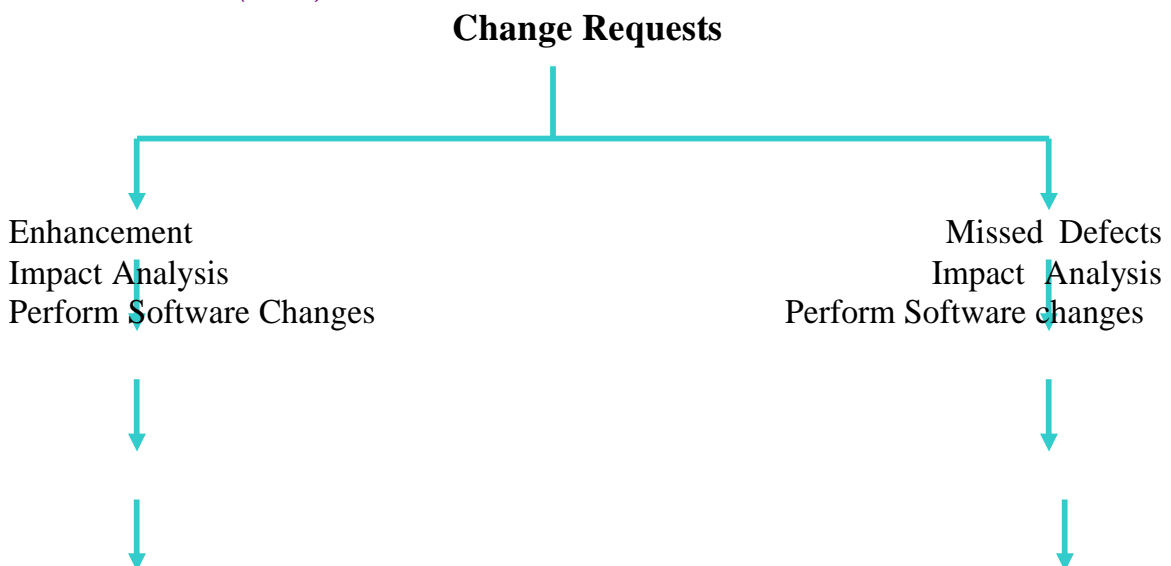 Change Requests
Enhancement Missed Defects
Impact Analysis Impact Analysis
Perform Software Changes Perform Software changes